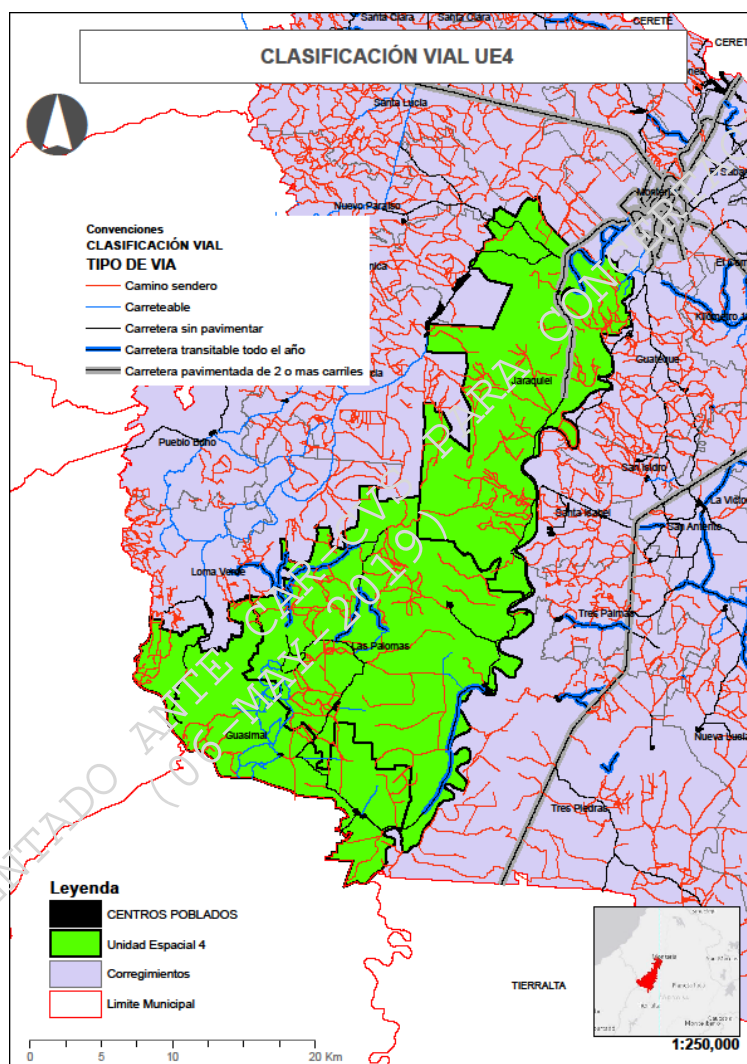 Santa Clara
Santa Clara
CERETÉ
CLASIFICACIÓN VIAL UE4
Santa Lucía
Nuevo Paraíso
Convenciones
CLASIFICACIÓN VIAL
TIPO DE VIA
Camino sendero
Carreteable
Carretera sin pavimentar
Carretera transitable todo el año
Carretera pavimentada de 2 o mas carriles
Guateque
Jaraquiel
Pueblo Buho
San Isidro
Santa Isabel
San Anterito
Loma Verde
Tres Palmas
Las Palomas
Guasimal
Nueva Lucía
Tres Piedras
Leyenda
CENTROS POBLADOS
Unidad Espacial 4
Corregimientos
Limite Municipal
TIERRALTA
1:250,000
0 5 10 20 Km
(06-MAY-2019)